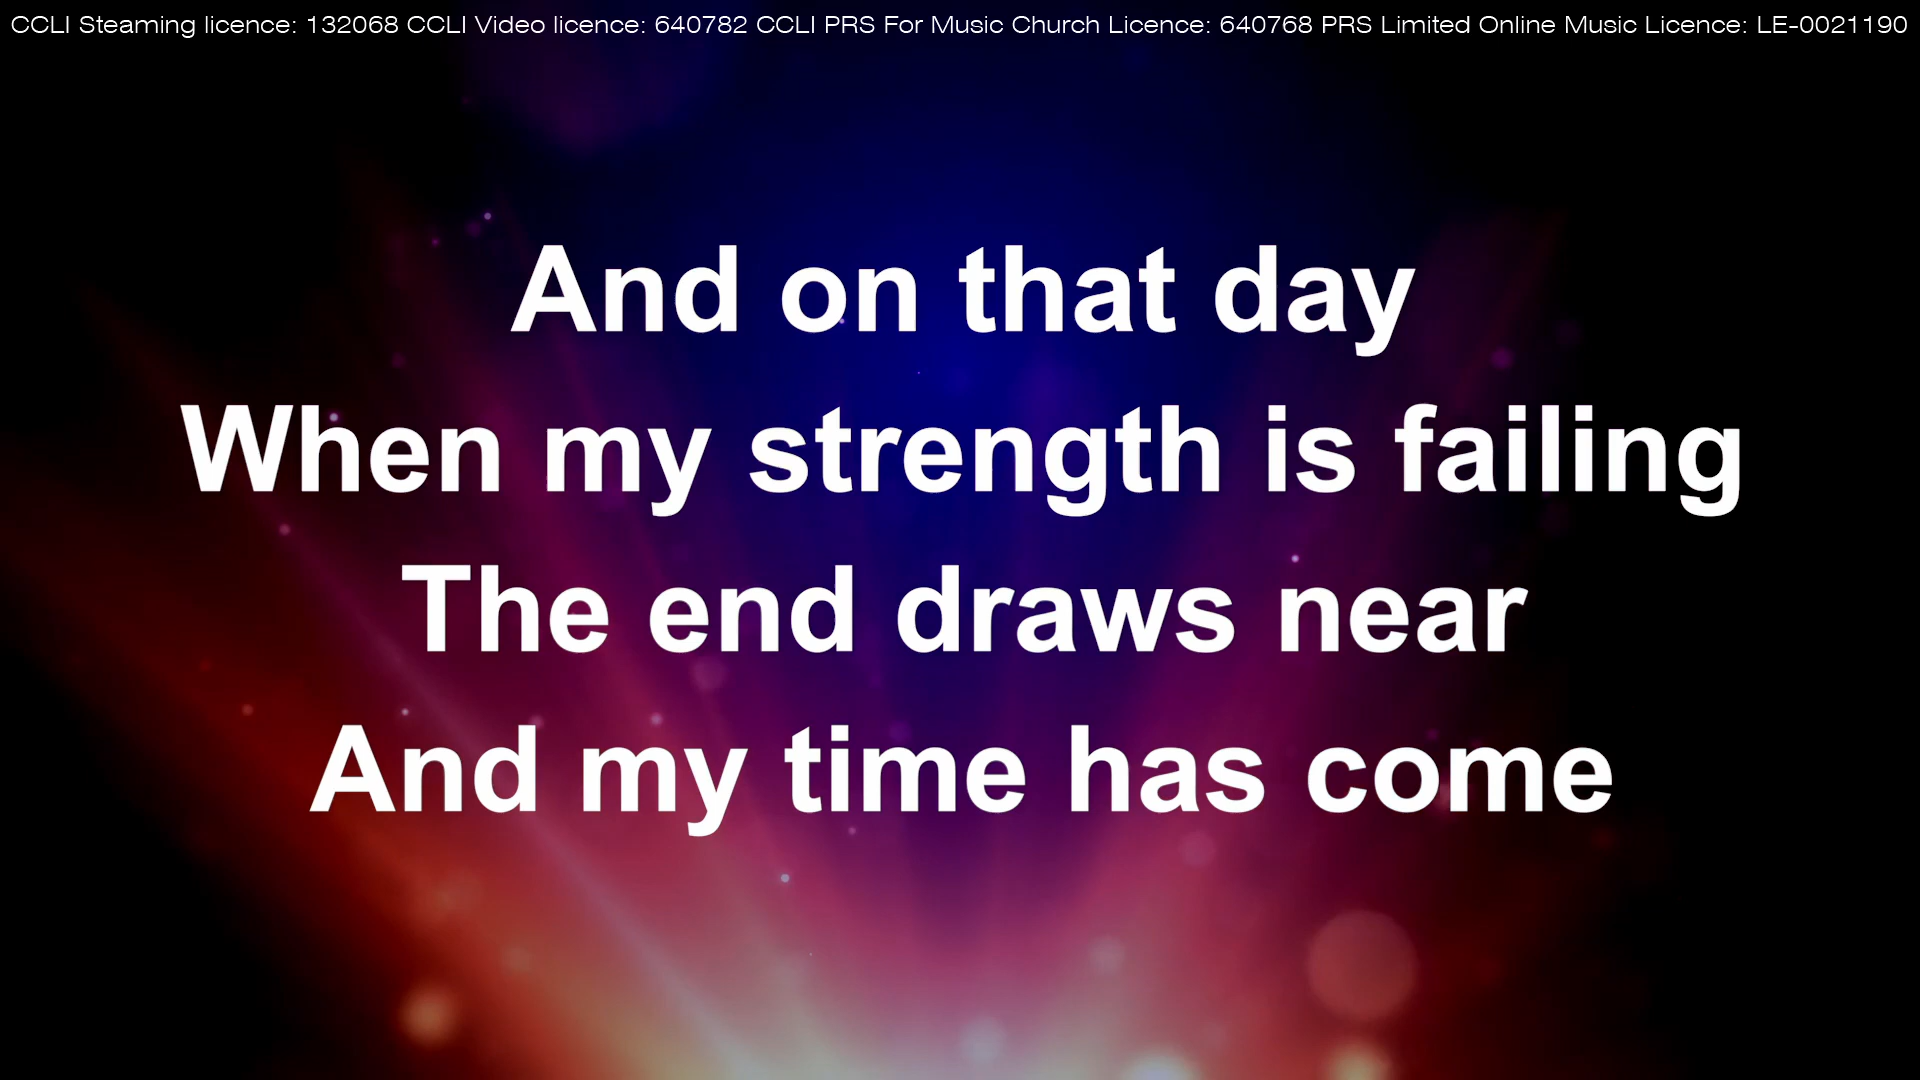 CCLI Steaming licence: 132068 CCLI Video licence: 640782 CCLI PRS For Music Church Licence: 640768 PRS Limited Online Music Licence: LE-0021190
And on that day
When my strength is failing
The end draws near
And my time has come